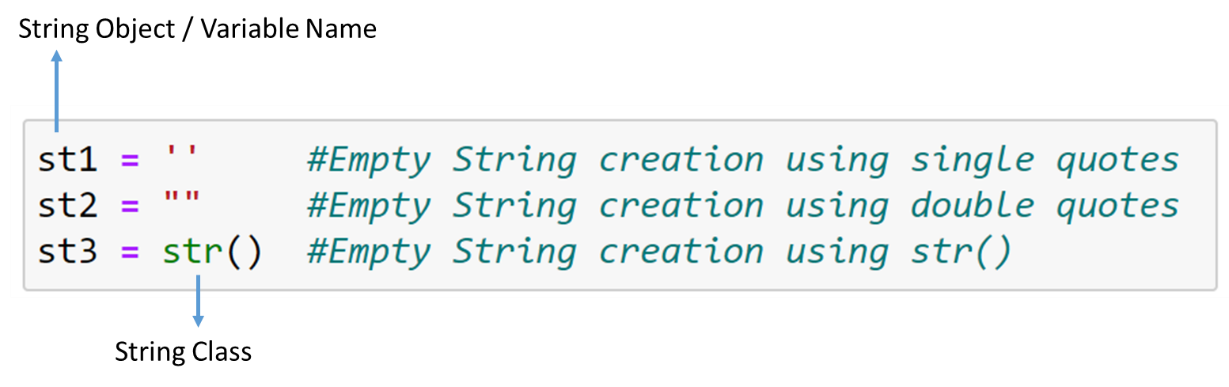 String Object / Variable Name
st1 = '' #Empty String creation using single quotes
st2 = "" #Empty String creation using double quotes
st3 = str() #Empty String creation using str()
String Class